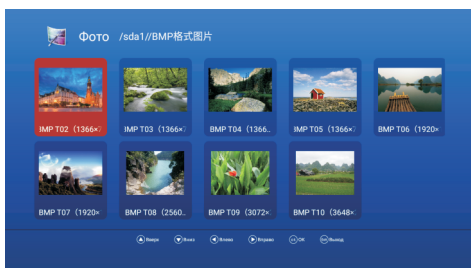 Фото /sda1//BMP格式图片
IMP T02 (1366×
IMP T03 (1366×
BMP T04 (1366..
IMP T05 (1366×
BMP T06 (1920×
BMP T07 (1920×
BMP T08 (2560..
BMP T09 (3072×
BMP T10 (3648×
Вверх Вниз Влево Вправо OK Выход